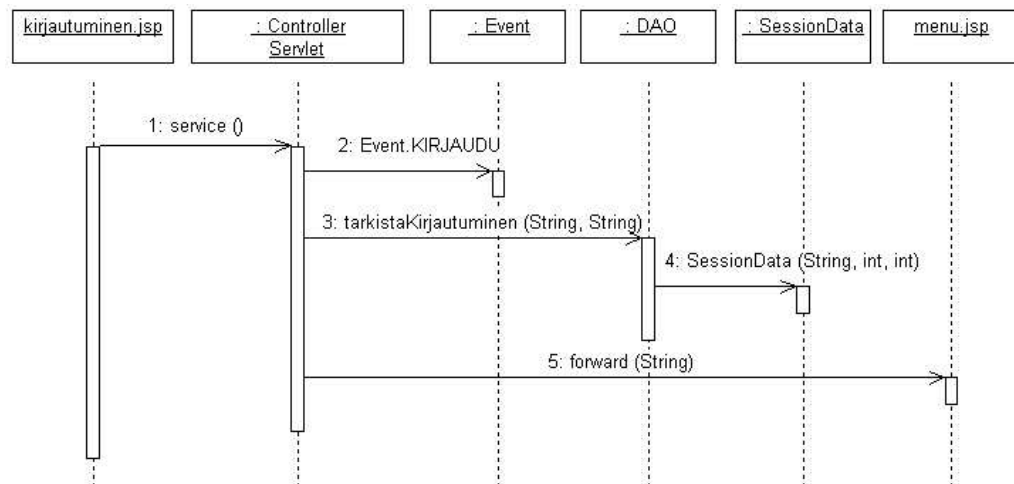 kirjautuminen.jsp
: Controller
Servlet
: Event
: DAO
: SessionData
menu.jsp
1: service ()
2: Event.KIRJAUDU
3: tarkistaKirjautuminen (String, String)
4: SessionData (String, int, int)
5: forward (String)